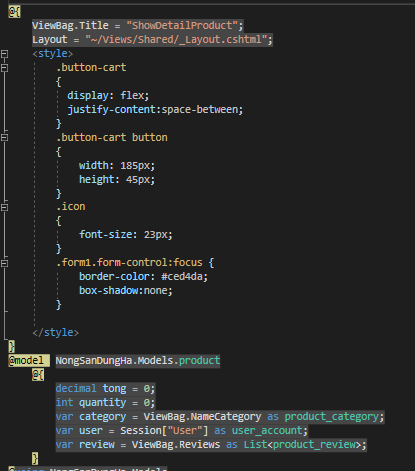 @{
ViewBag.Title = "ShowDetailProduct";
Layout = "~/Views/Shared/_Layout.cshtml";
<style>
.button-cart
{
display: flex;
justify-content:space-between;
}
.button-cart button
{
width: 185px;
height: 45px;
}
.icon
{
font-size: 23px;
}
.form1.form-control:focus {
border-color: #ced4da;
box-shadow:none;
}
</style>
}
@model NongSanDungHa.Models.product
@{
decimal tong = 0;
int quantity = 0;
var category = ViewBag.NameCategory as product_category;
var user = Session["User"] as user_account;
var review = ViewBag.Reviews as List<product_review>;
}
@using NongSanDungHa.Models